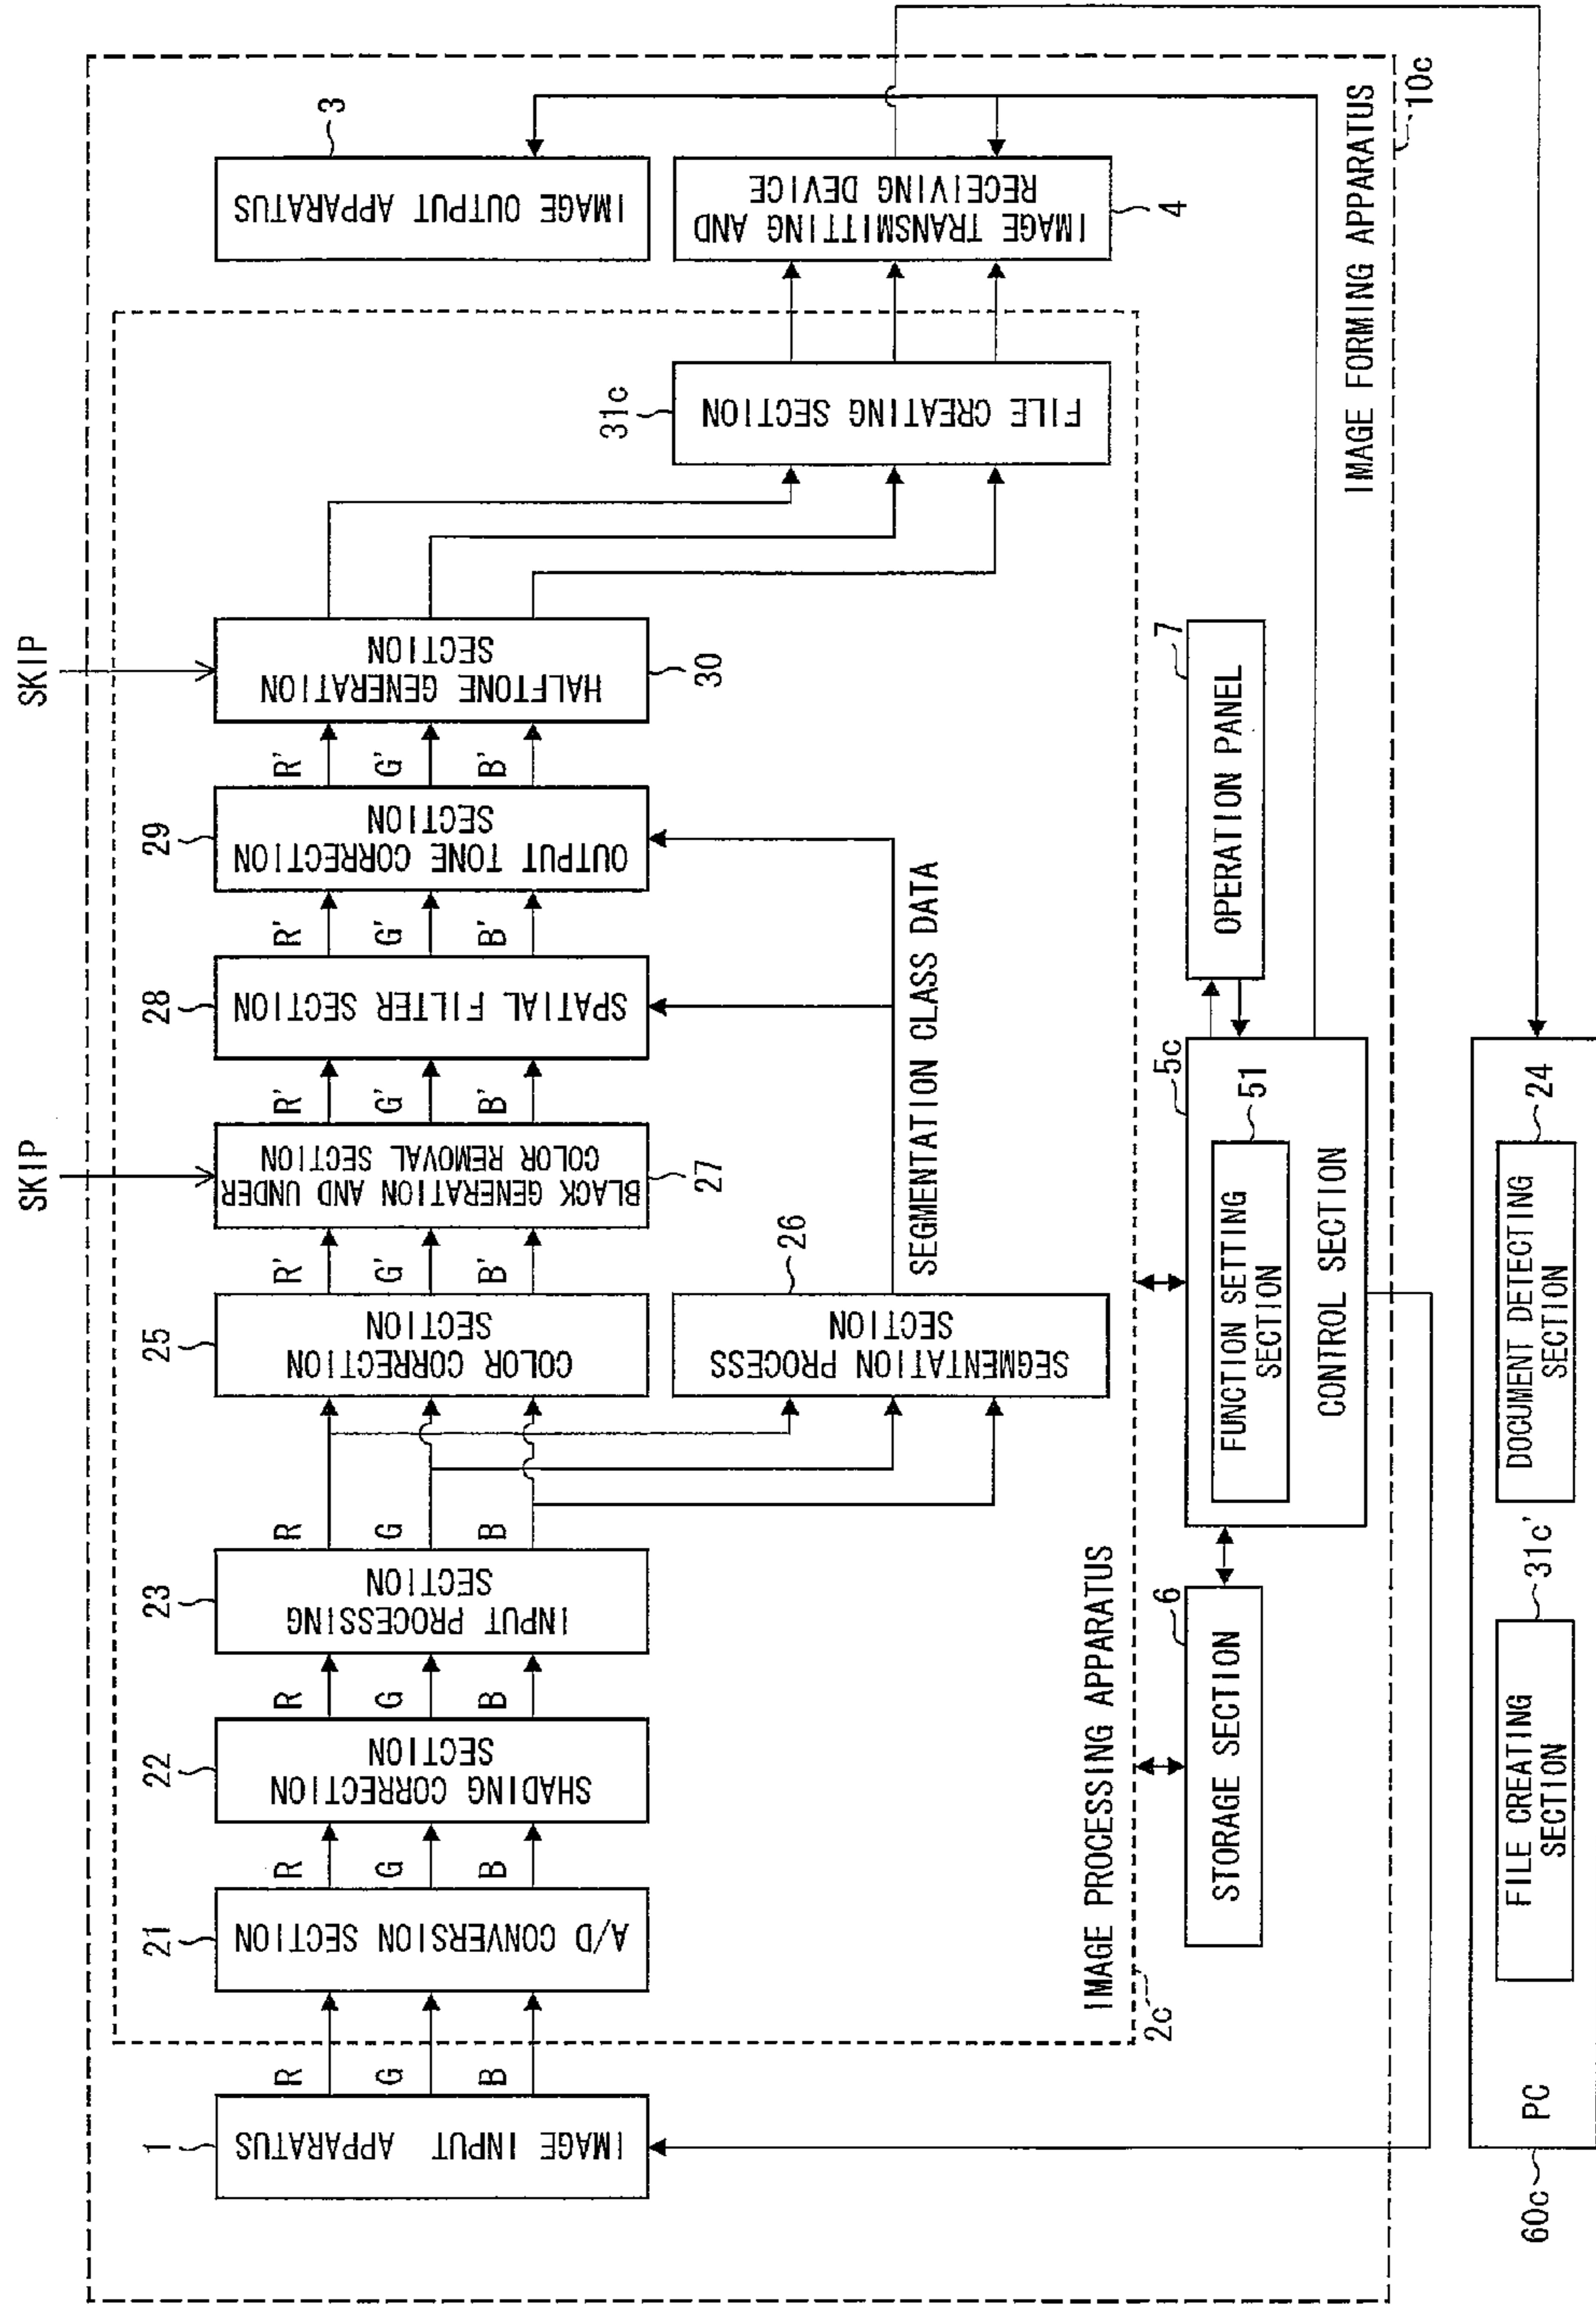 SKIP
SKIP
1
IMAGE INPUT APPARATUS
R
G
B
21
A/D CONVERSION SECTION
R
G
B
22
SHADING CORRECTION
SECTION
R
G
B
23
INPUT PROCESSING
SECTION
R
G
B
25
COLOR CORRECTION
SECTION
R'
G'
B'
BLACK GENERATION AND UNDER
COLOR REMOVAL SECTION
27
R'
G'
B'
28
SPATIAL FILTER SECTION
R'
G'
B'
29
OUTPUT TONE CORRECTION
SECTION
R'
G'
B'
HALFTONE GENERATION
SECTION
30
3
IMAGE OUTPUT APPARATUS
26
SEGMENTATION PROCESS
SECTION
SEGMENTATION CLASS DATA
31c
FILE CREATING SECTION
IMAGE TRANSMITTING AND
RECEIVING DEVICE
4
IMAGE PROCESSING APPARATUS
2c
6
STORAGE SECTION
5c
51
FUNCTION SETTING
SECTION
CONTROL SECTION
7
OPERATION PANEL
IMAGE FORMING APPARATUS
10c
60c
PC
31c'
FILE CREATING
SECTION
24
DOCUMENT DETECTING
SECTION